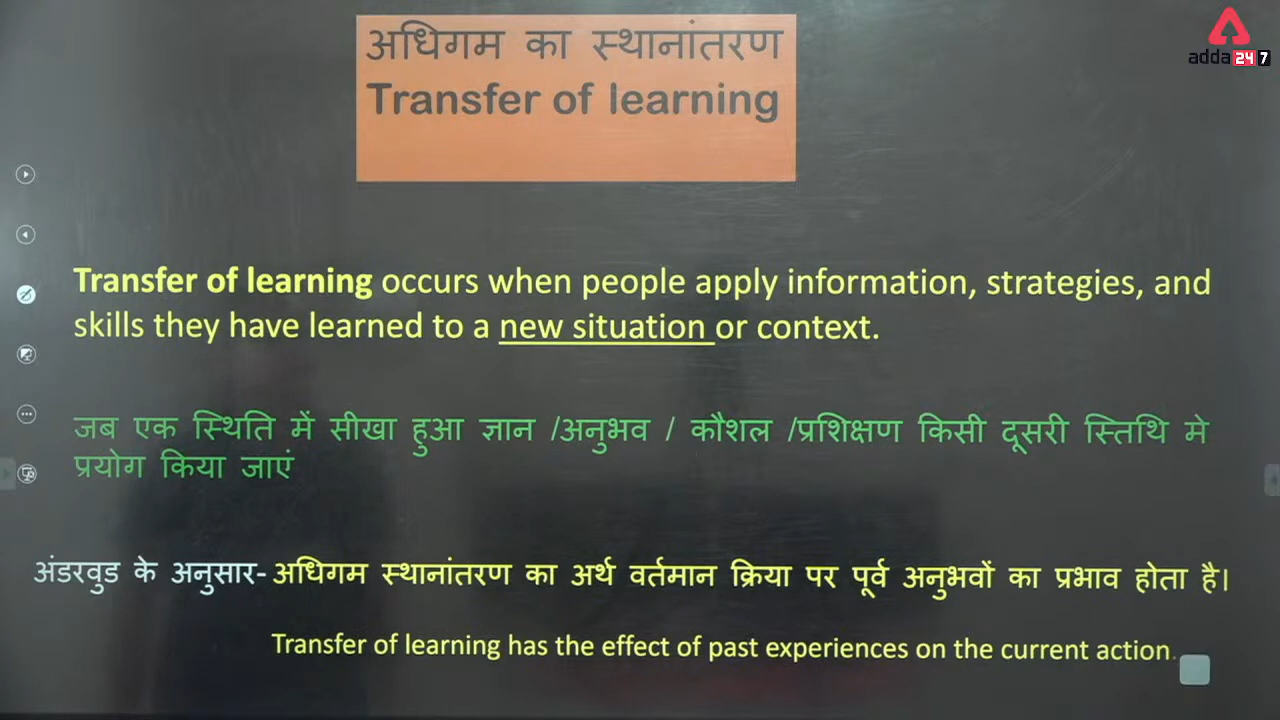 अधिगम का स्थानांतरण
Transfer of learning
adda 24 7
Transfer of learning occurs when people apply information, strategies, and
skills they have learned to a new situation or context.
जब एक स्थिति में सीखा हुआ ज्ञान /अनुभव / कौशल /प्रशिक्षण किसी दूसरी स्तिथि मे
प्रयोग किया जाएं
अंडरवुड के अनुसार- अधिगम स्थानांतरण का अर्थ वर्तमान क्रिया पर पूर्व अनुभवों का प्रभाव होता है।
Transfer of learning has the effect of past experiences on the current action.